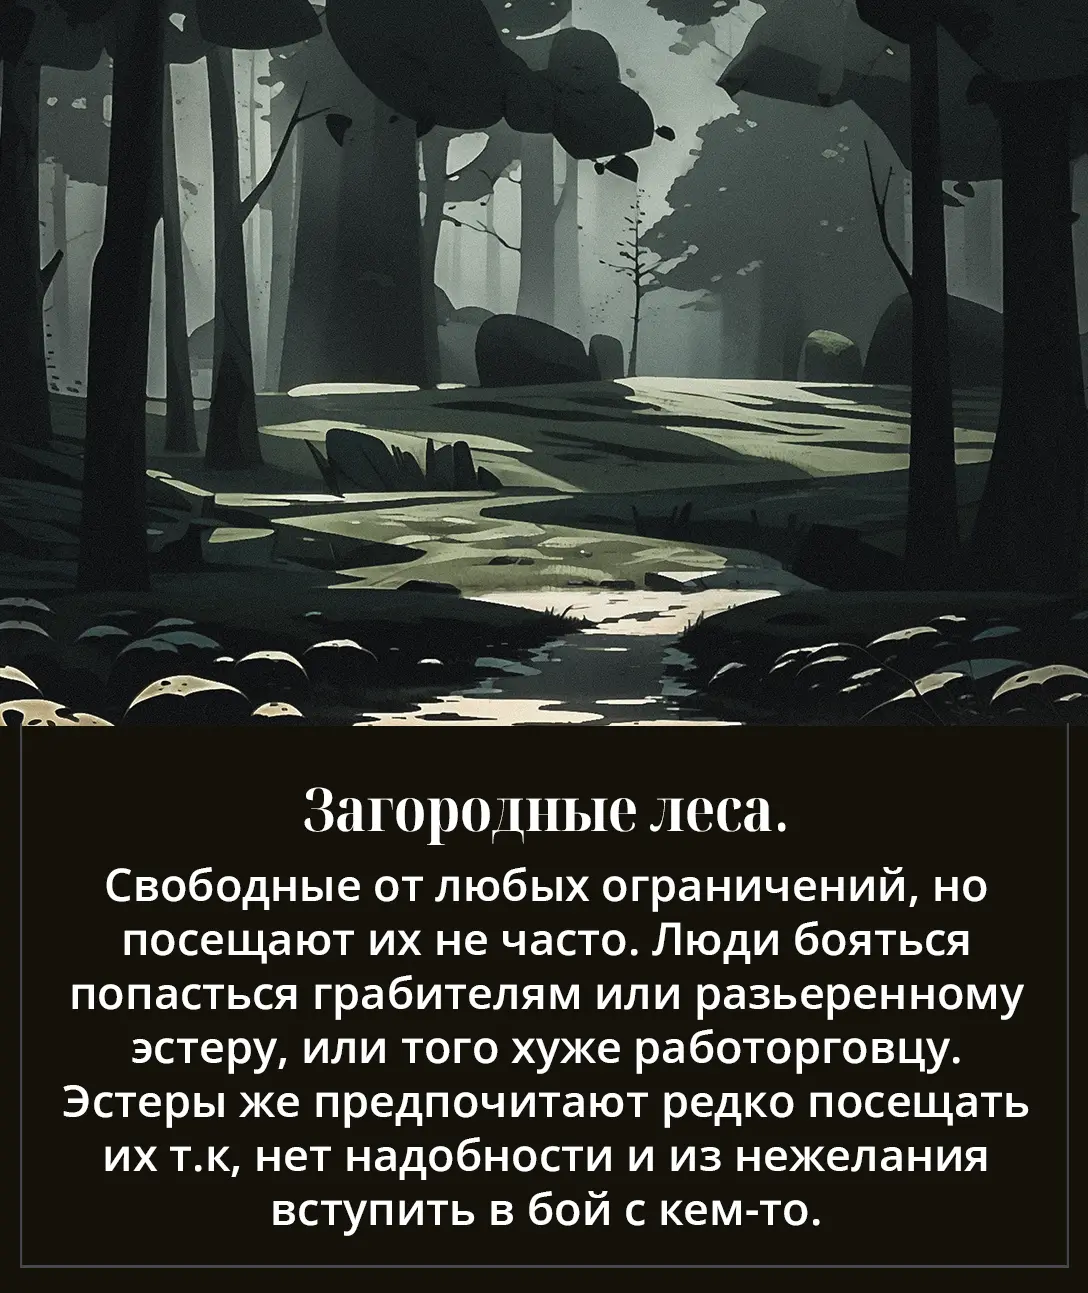 Загородные леса.
Свободные от любых ограничений, но
посещают их не часто. Люди бояться
попасться грабителям или разьеренному
эстеру, или того хуже работорговцу.
Эстеры же предпочитают редко посещать
их т.к, нет надобности и из нежелания
вступить в бой с кем-то.